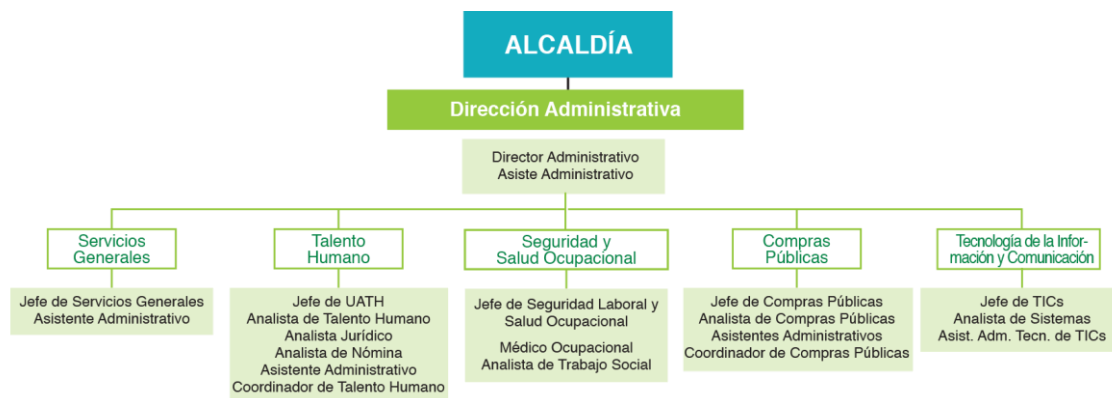 ALCALDÍA
Dirección Administrativa
Director Administrativo
Asiste Administrativo
Servicios
Generales
Jefe de Servicios Generales
Asistente Administrativo
Talento
Humano
Jefe de UATH
Analista de Talento Humano
Analista Jurídico
Analista de Nómina
Asistente Administrativo
Coordinador de Talento Humano
Seguridad y
Salud Ocupacional
Jefe de Seguridad Laboral y
Salud Ocupacional
Médico Ocupacional
Analista de Trabajo Social
Compras
Públicas
Jefe de Compras Públicas
Analista de Compras Públicas
Asistentes Administrativos
Coordinador de Compras Públicas
Tecnología de la Infor-
mación y Comunicación
Jefe de TICs
Analista de Sistemas
Asist. Adm. Tecn. de TICs